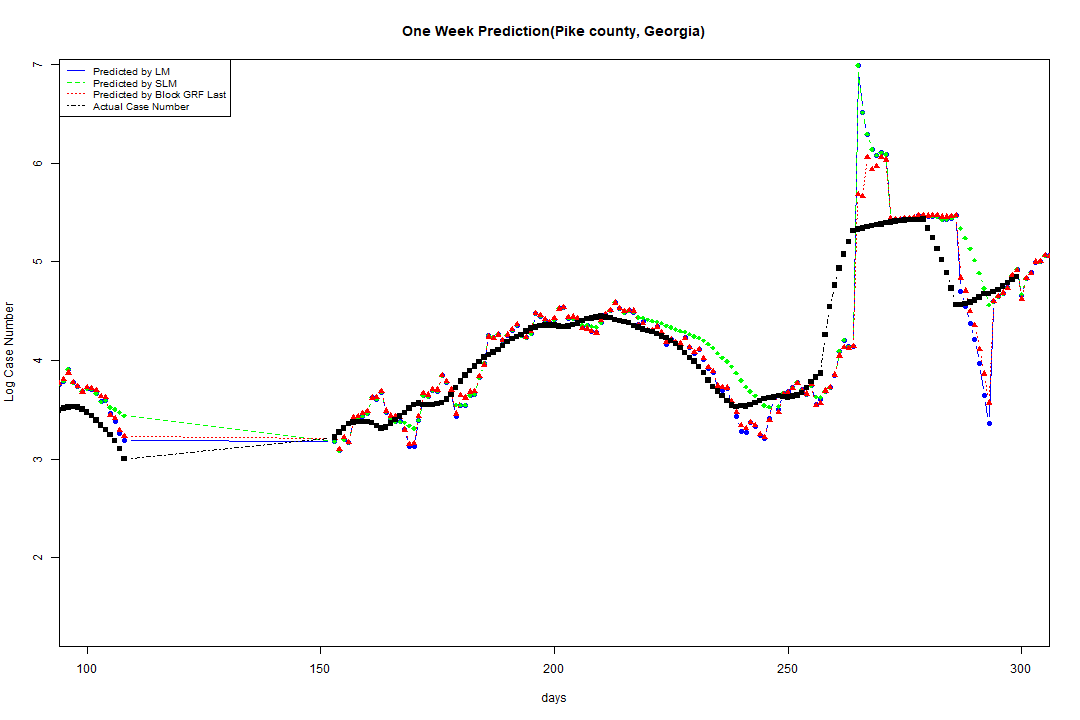 One Week Prediction(Pike county, Georgia)
Predicted by LM
Predicted by SLM
Predicted by Block GRF Last
Actual Case Number
7
6
5
4
3
2
Log Case Number
100 150 200 250 300
days